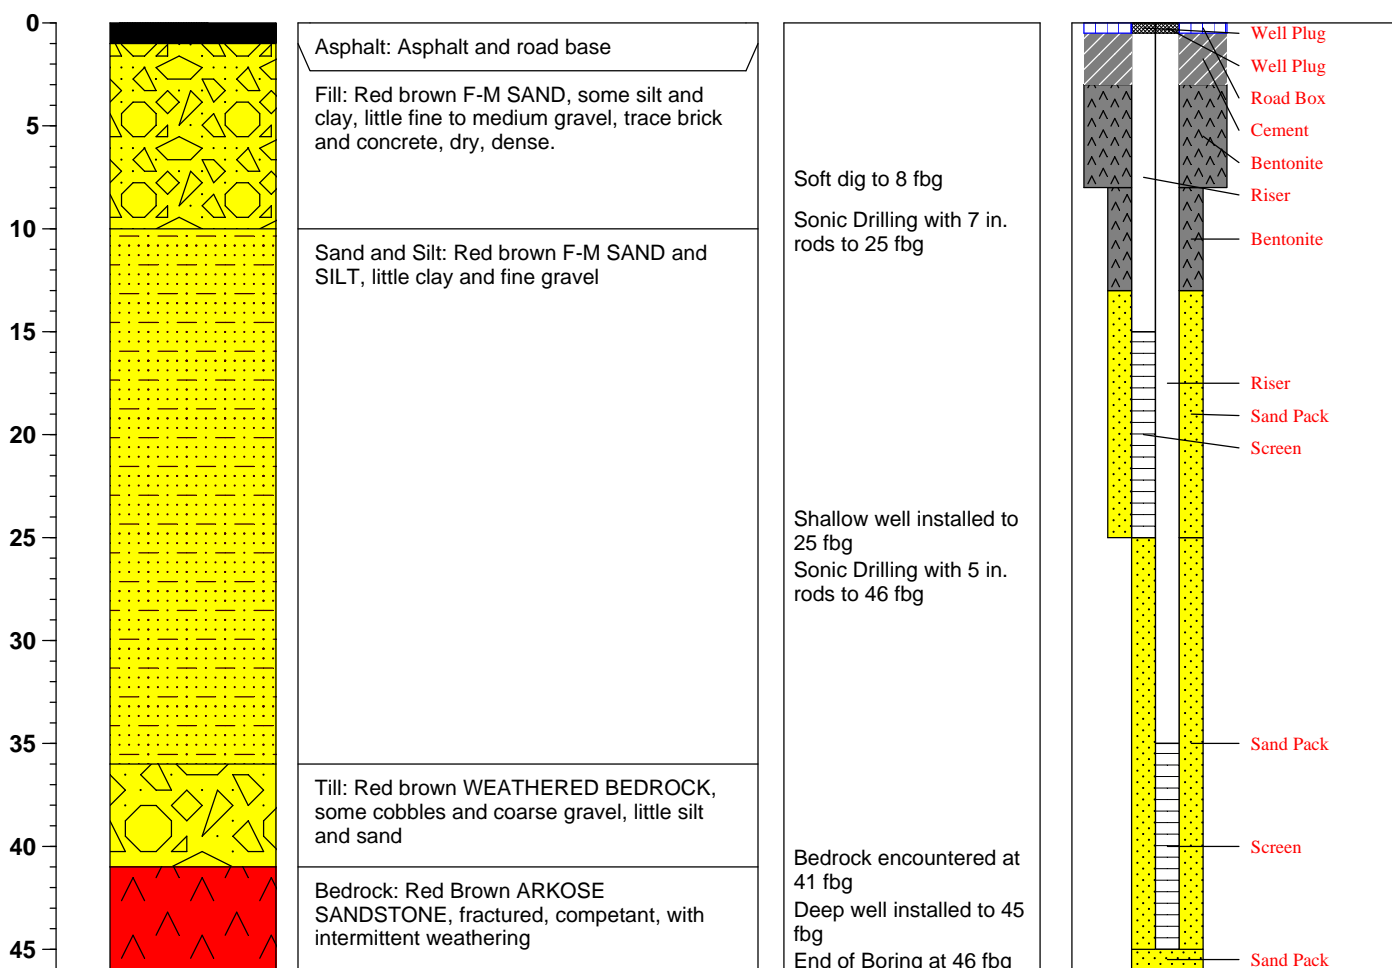 0
5
10
15
20
25
30
35
40
45
Asphalt: Asphalt and road base
Fill: Red brown F-M SAND, some silt and
clay, little fine to medium gravel, trace brick
and concrete, dry, dense.
Sand and Silt: Red brown F-M SAND and
SILT, little clay and fine gravel
Till: Red brown WEATHERED BEDROCK,
some cobbles and coarse gravel, little silt
and sand
Bedrock: Red Brown ARKOSE
SANDSTONE, fractured, competant, with
intermittent weathering
Soft dig to 8 fbg
Sonic Drilling with 7 in.
rods to 25 fbg
Shallow well installed to
25 fbg
Sonic Drilling with 5 in.
rods to 46 fbg
Bedrock encountered at
41 fbg
Deep well installed to 45
fbg
End of Boring at 46 fbg
Well Plug
Well Plug
Road Box
Cement
Bentonite
Riser
Bentonite
Riser
Sand Pack
Screen
Sand Pack
Screen
Sand Pack